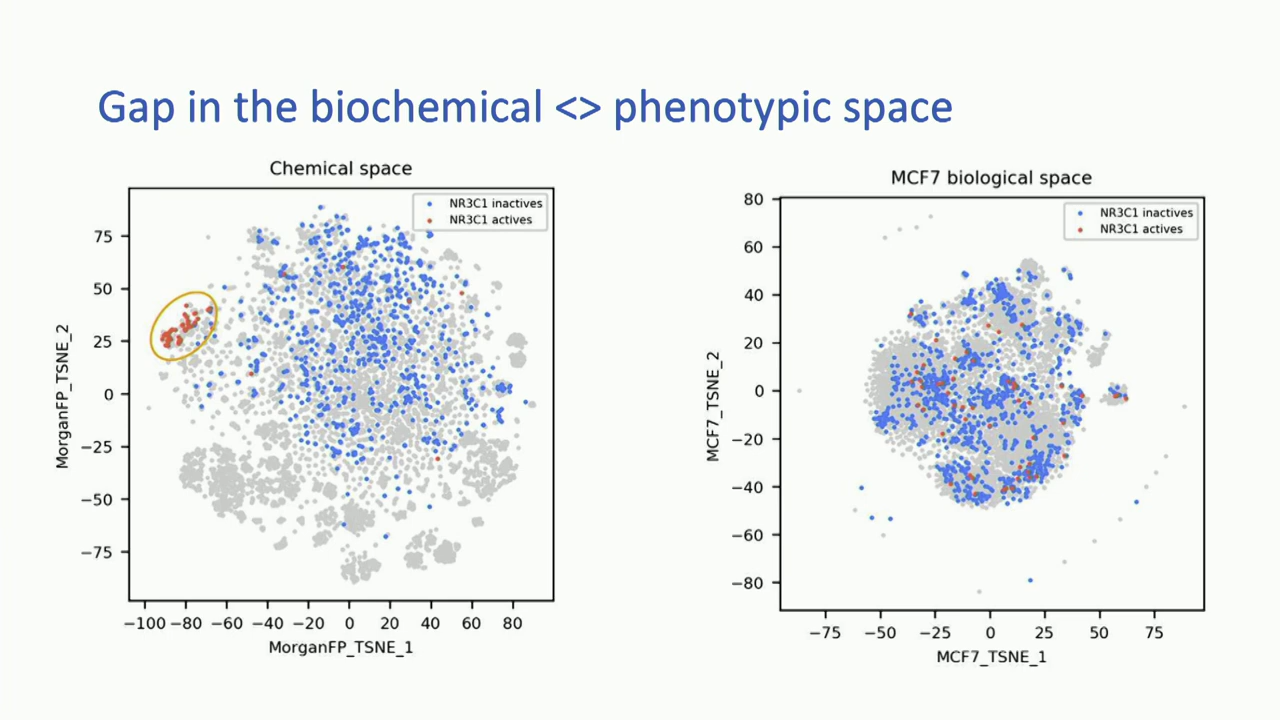 Gap in the biochemical <> phenotypic space
Chemical space
NR3C1 inactives
NR3C1 actives
75
50
25
0
−25
−50
−75
MorganFP_TSNE_2
−100 −80 −60 −40 −20 0 20 40 60 80
MorganFP_TSNE_1
MCF7 biological space
NR3C1 inactives
NR3C1 actives
80
60
40
20
0
−20
−40
−60
−80
MCF7_TSNE_2
−75 −50 −25 0 25 50 75
MCF7_TSNE_1